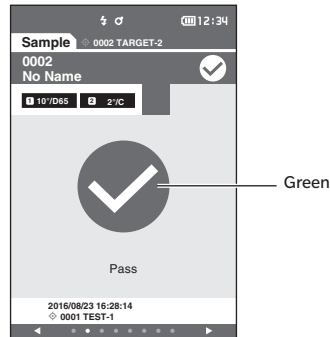 12:34
Sample 0002 TARGET-2
0002
No Name
1 10°/D65 2 2°/C
Green
Pass
2016/08/23 16:28:14
0001 TEST-1